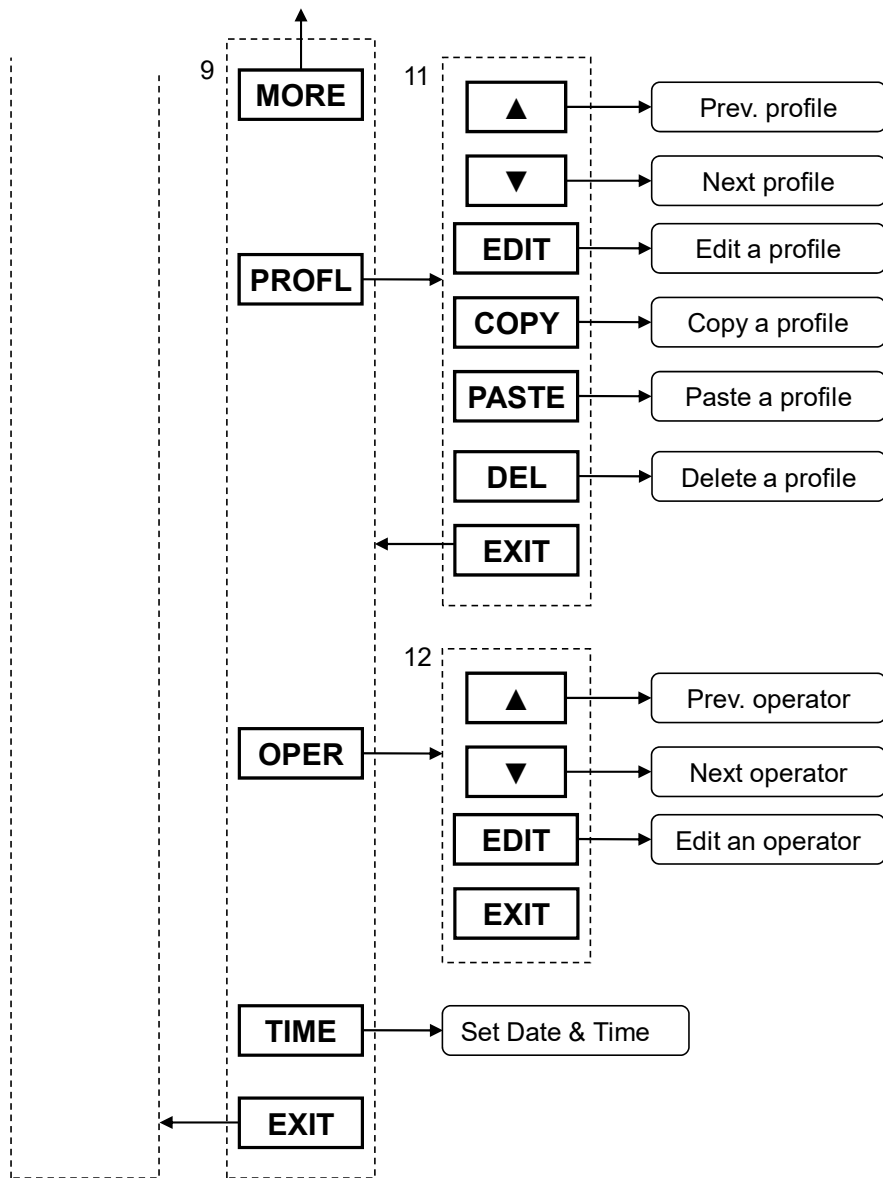 9
MORE
11
▲
Prev. profile
▼
Next profile
EDIT
Edit a profile
PROFL
COPY
Copy a profile
PASTE
Paste a profile
DEL
Delete a profile
EXIT
12
▲
Prev. operator
OPER
▼
Next operator
EDIT
Edit an operator
EXIT
TIME
Set Date & Time
EXIT